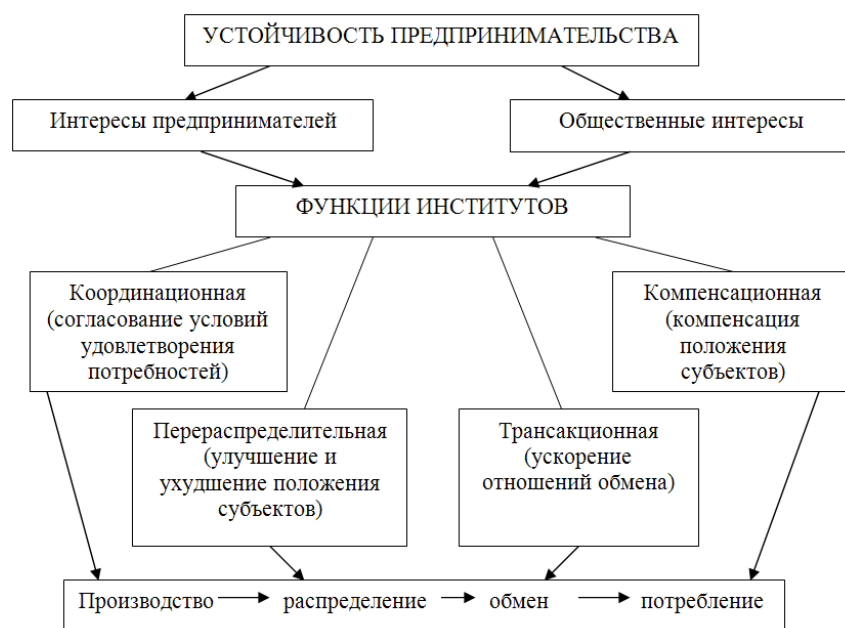 УСТОЙЧИВОСТЬ ПРЕДПРИНИМАТЕЛЬСТВА
Интересы предпринимателей
Общественные интересы
ФУНКЦИИ ИНСТИТУТОВ
Координационная
(согласование условий
удовлетворения
потребностей)
Компенсационная
(компенсация
положения
субъектов)
Перераспределительная
(улучшение и
ухудшение положения
субъектов)
Трансакционная
(ускорение
отношений обмена)
Производство распределение обмен потребление